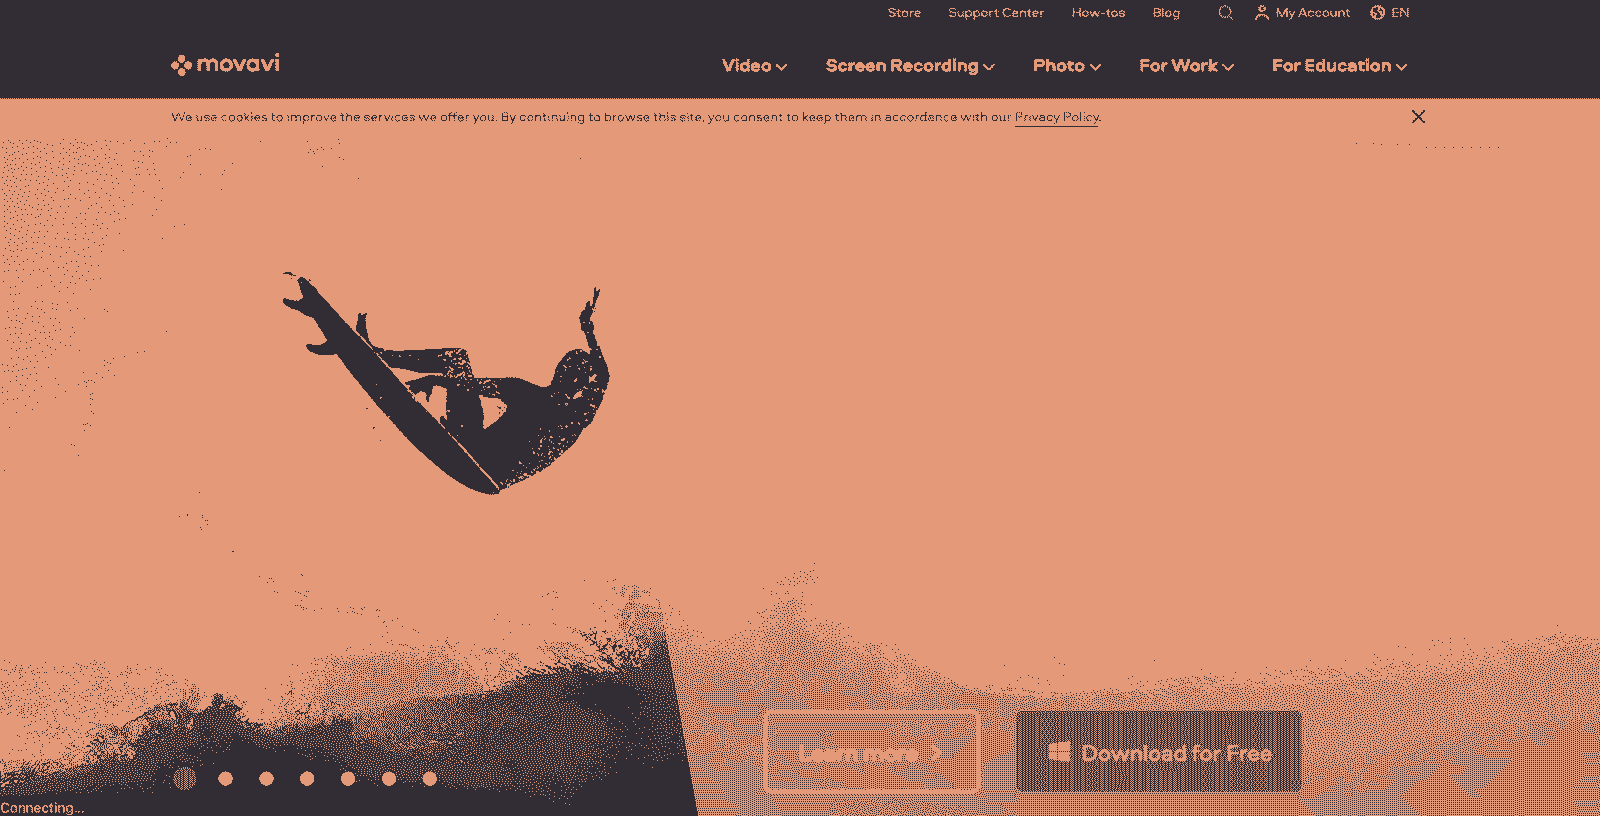 Store Support Center How-tos Blog My Account EN
movavi Video Screen Recording Photo For Work For Education
We use cookies to improve the services we offer you. By continuing to browse this site, you consent to keep them in accordance with our Privacy Policy.
Learn more Download for Free
Connecting...